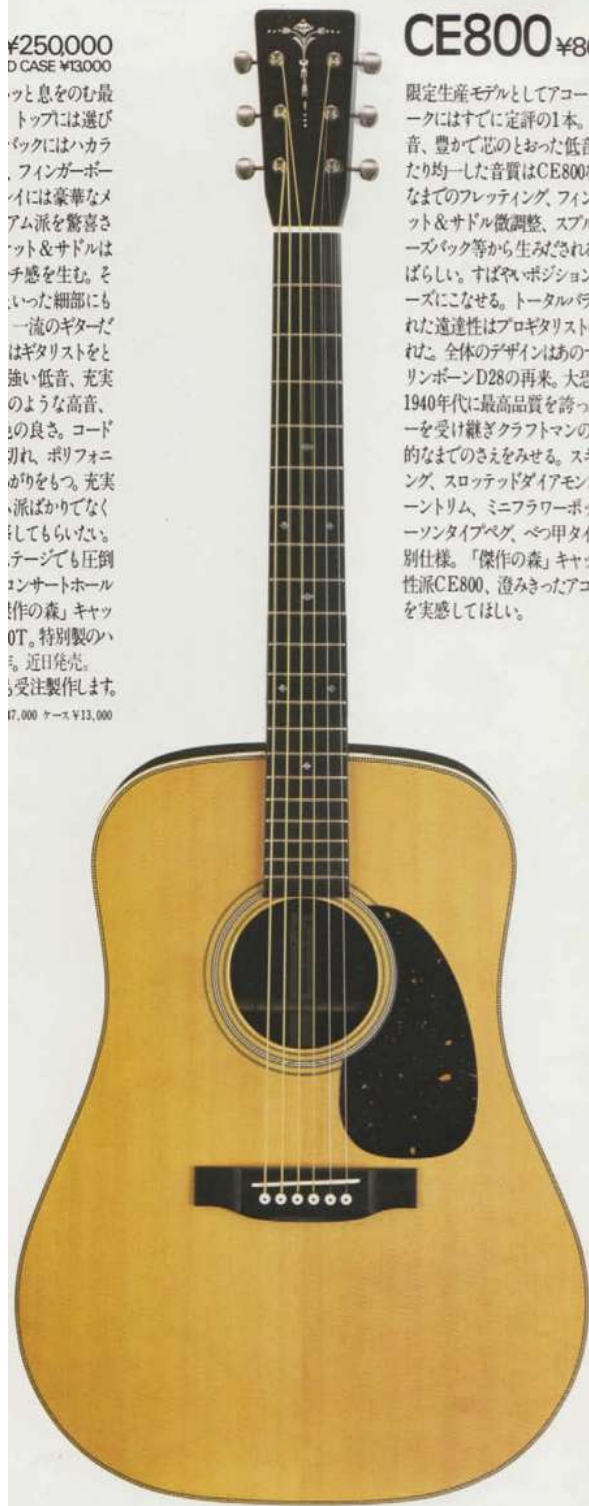 ¥250,000
D CASE ¥13,000
ッと息をのむ最
トップには選び
バックにはハカラ
、フィンガーボー
レイには豪華なメ
アム派を驚喜さ
ナット&サドルは
チ感を生む。そ
といった細部にも
一流のギターだ
はギタリストをと
強い低音、充実
のような高音、
の良さ。コード
切れ、ポリフォニ
がりをもつ。充実
派ばかりでなく
してもらいたい。
テージでも圧倒
コンサートホール
傑作の森」キャッ
0T。特別製のハ
。近日発売。
受注製作します。
7,000 ケース¥13,000
CE800 ¥80
限定生産モデルとしてアコー
ークにはすでに定評の1本。
音、豊かで芯のとおった低音
たり均一した音質はCE800な
なまでのフレッティング、フィン
ット&サドル微調整、スプル
ーズバック等から生みだされる
ばらしい。すばやいポジション
ーズにこなせる。トータルバラ
れた遠達性はプロギタリスト
れた。全体のデザインはあの
リンボーンD28の再来。大恐
1940年代に最高品質を誇っ
ーを受け継ぎクラフトマンの
的なまでのさえをみせる。スキ
ング、スロッテッドダイアモン
ーントリム、ミニフラワーポッ
ーソンタイプペグ、べっ甲タイ
別仕様。「傑作の森」キャッ
性派CE800、澄みきったアコ
を実感してほしい。